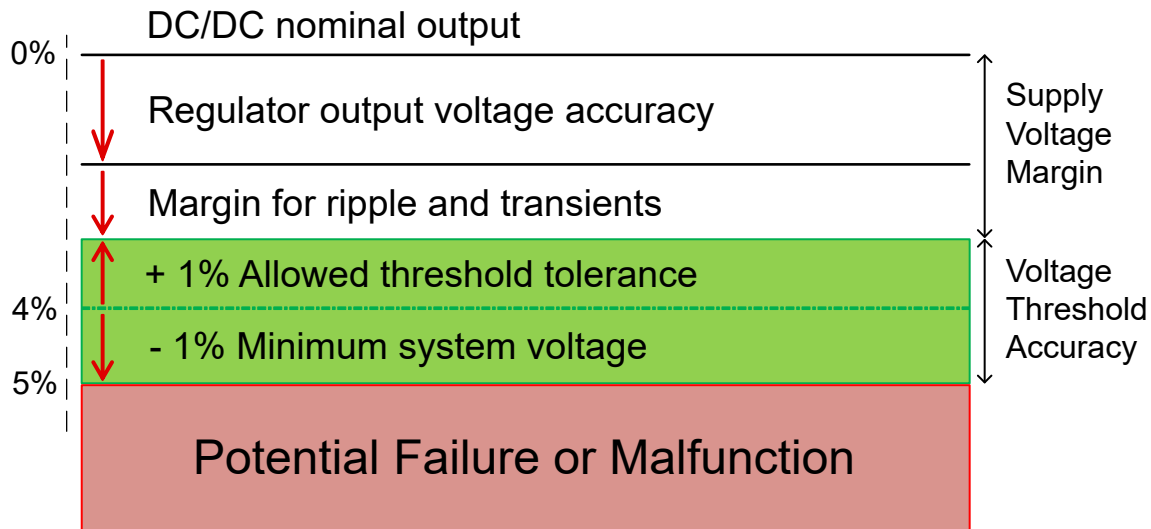 DC/DC nominal output
0%
Regulator output voltage accuracy
Supply
Voltage
Margin
Margin for ripple and transients
+ 1% Allowed threshold tolerance
4%
- 1% Minimum system voltage
5%
Voltage
Threshold
Accuracy
Potential Failure or Malfunction